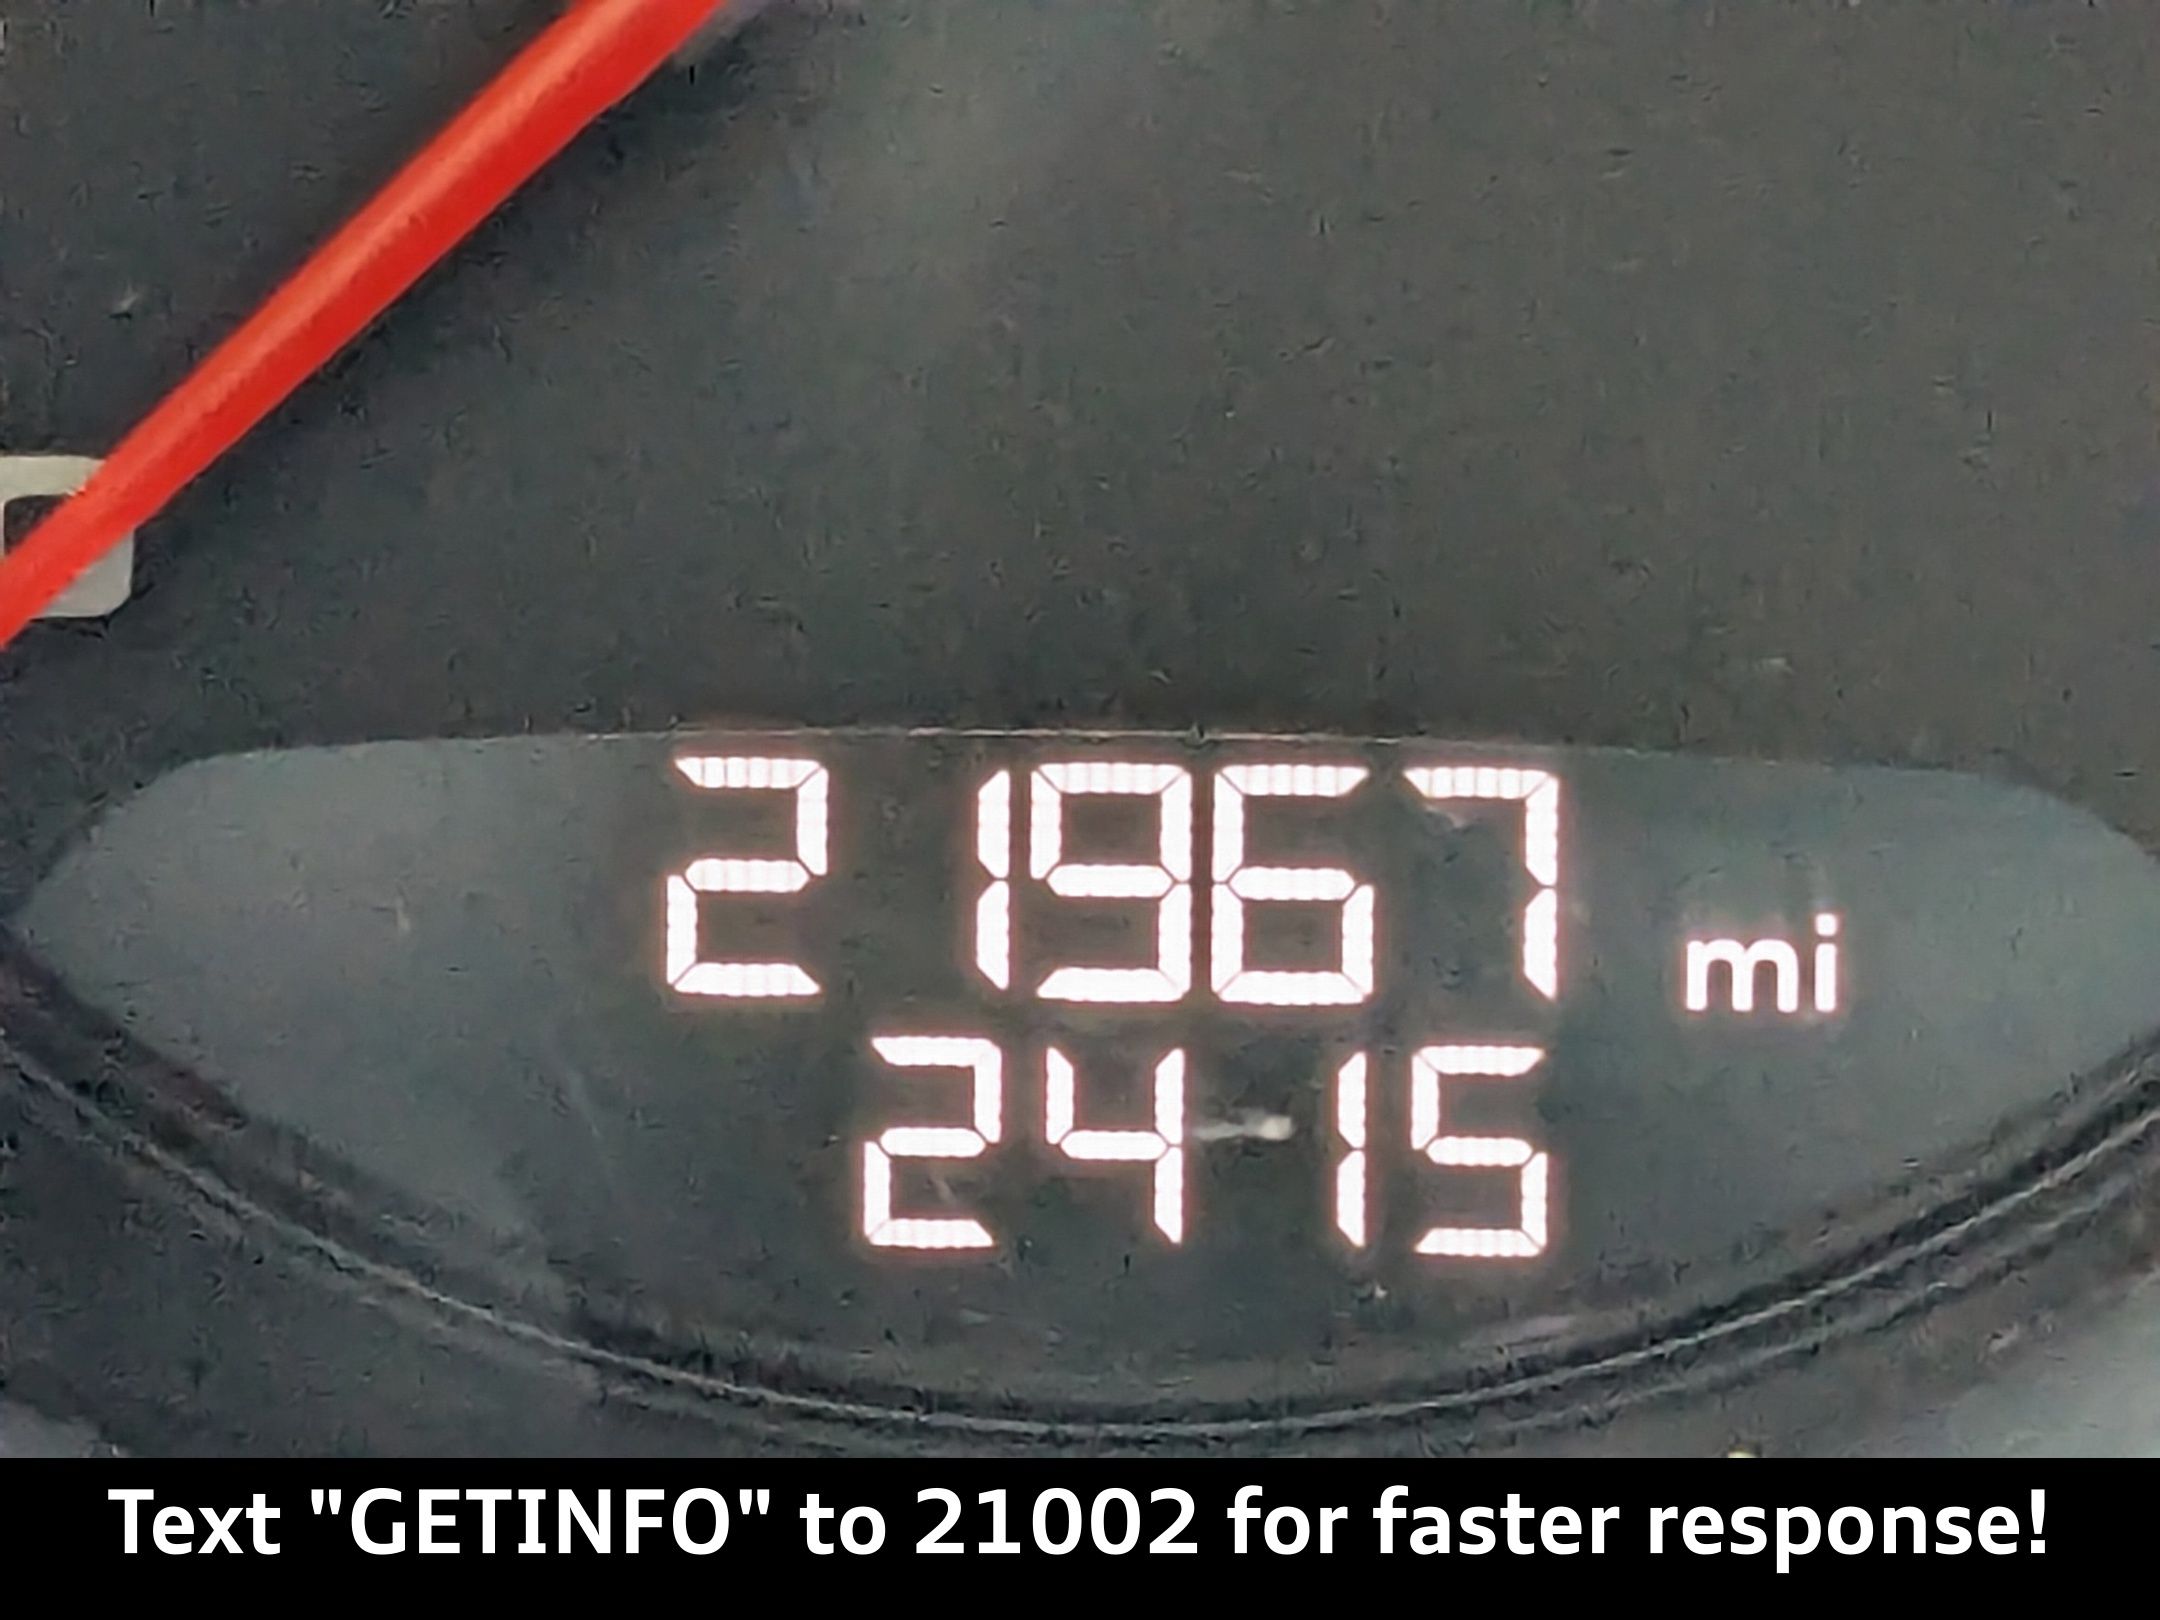 21967 mi
2415
Text "GETINFO" to 21002 for faster response!